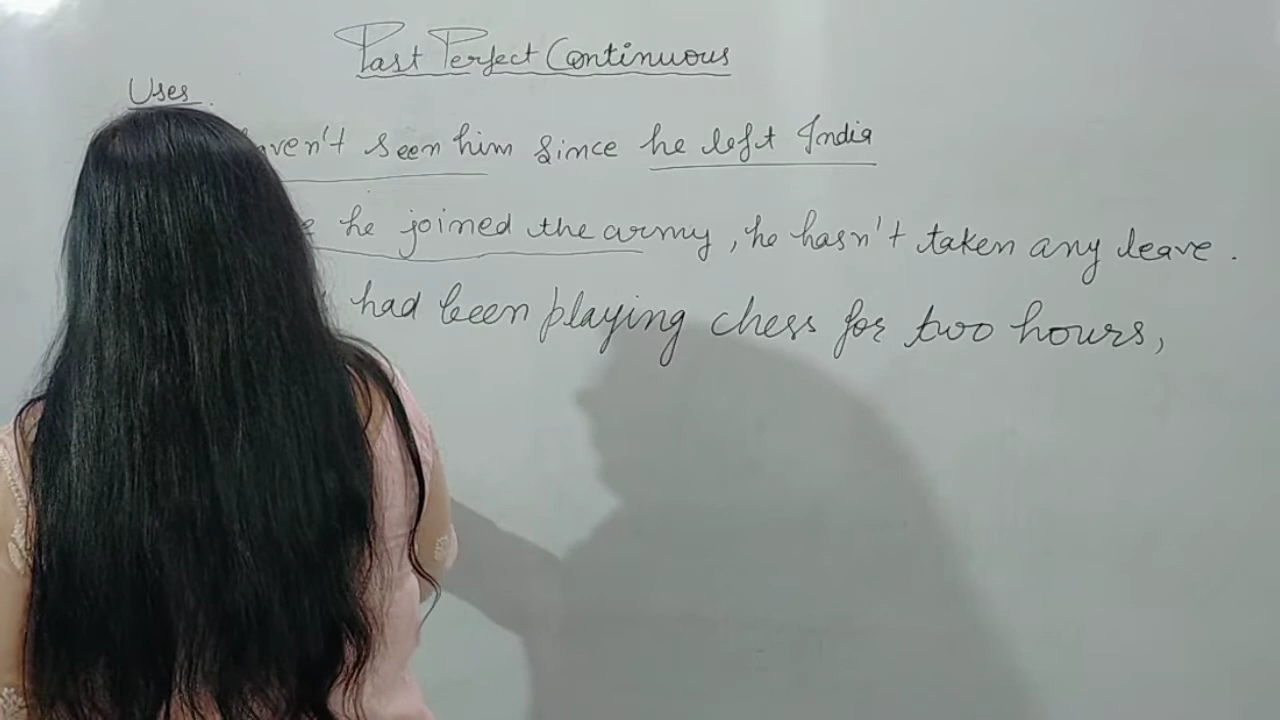 Past Perfect Continuous
Uses.
seen him since he left India
he joined the army, he hasn't taken any leave.
had been playing chess for two hours,